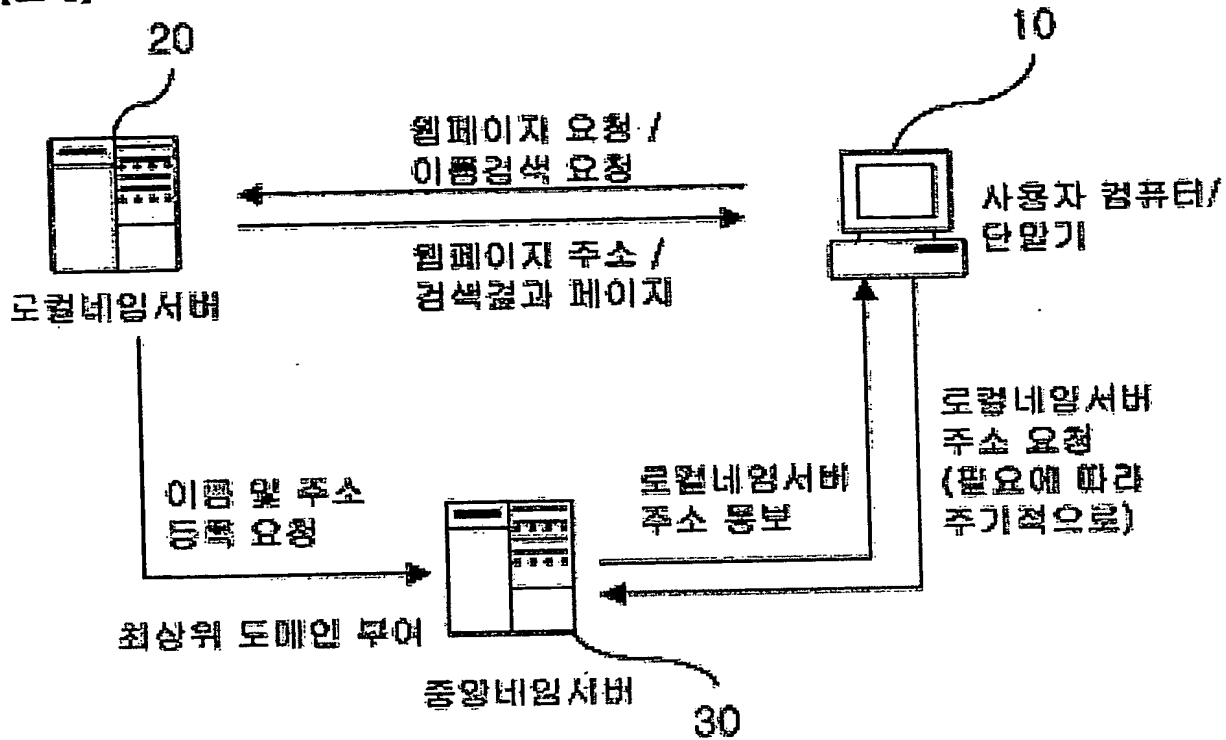 20
10
웹페이지 요청 /
이름검색 요청
사용자 컴퓨터/
단말기
웹페이지 주소 /
검색결과 페이지
로컬네임서버
로컬네임서버
주소 요청
(필요에 따라
주기적으로)
이름 및 주소
등록 요청
로컬네임서버
주소 통보
최상위 도메인 부여
중앙네임서버
30